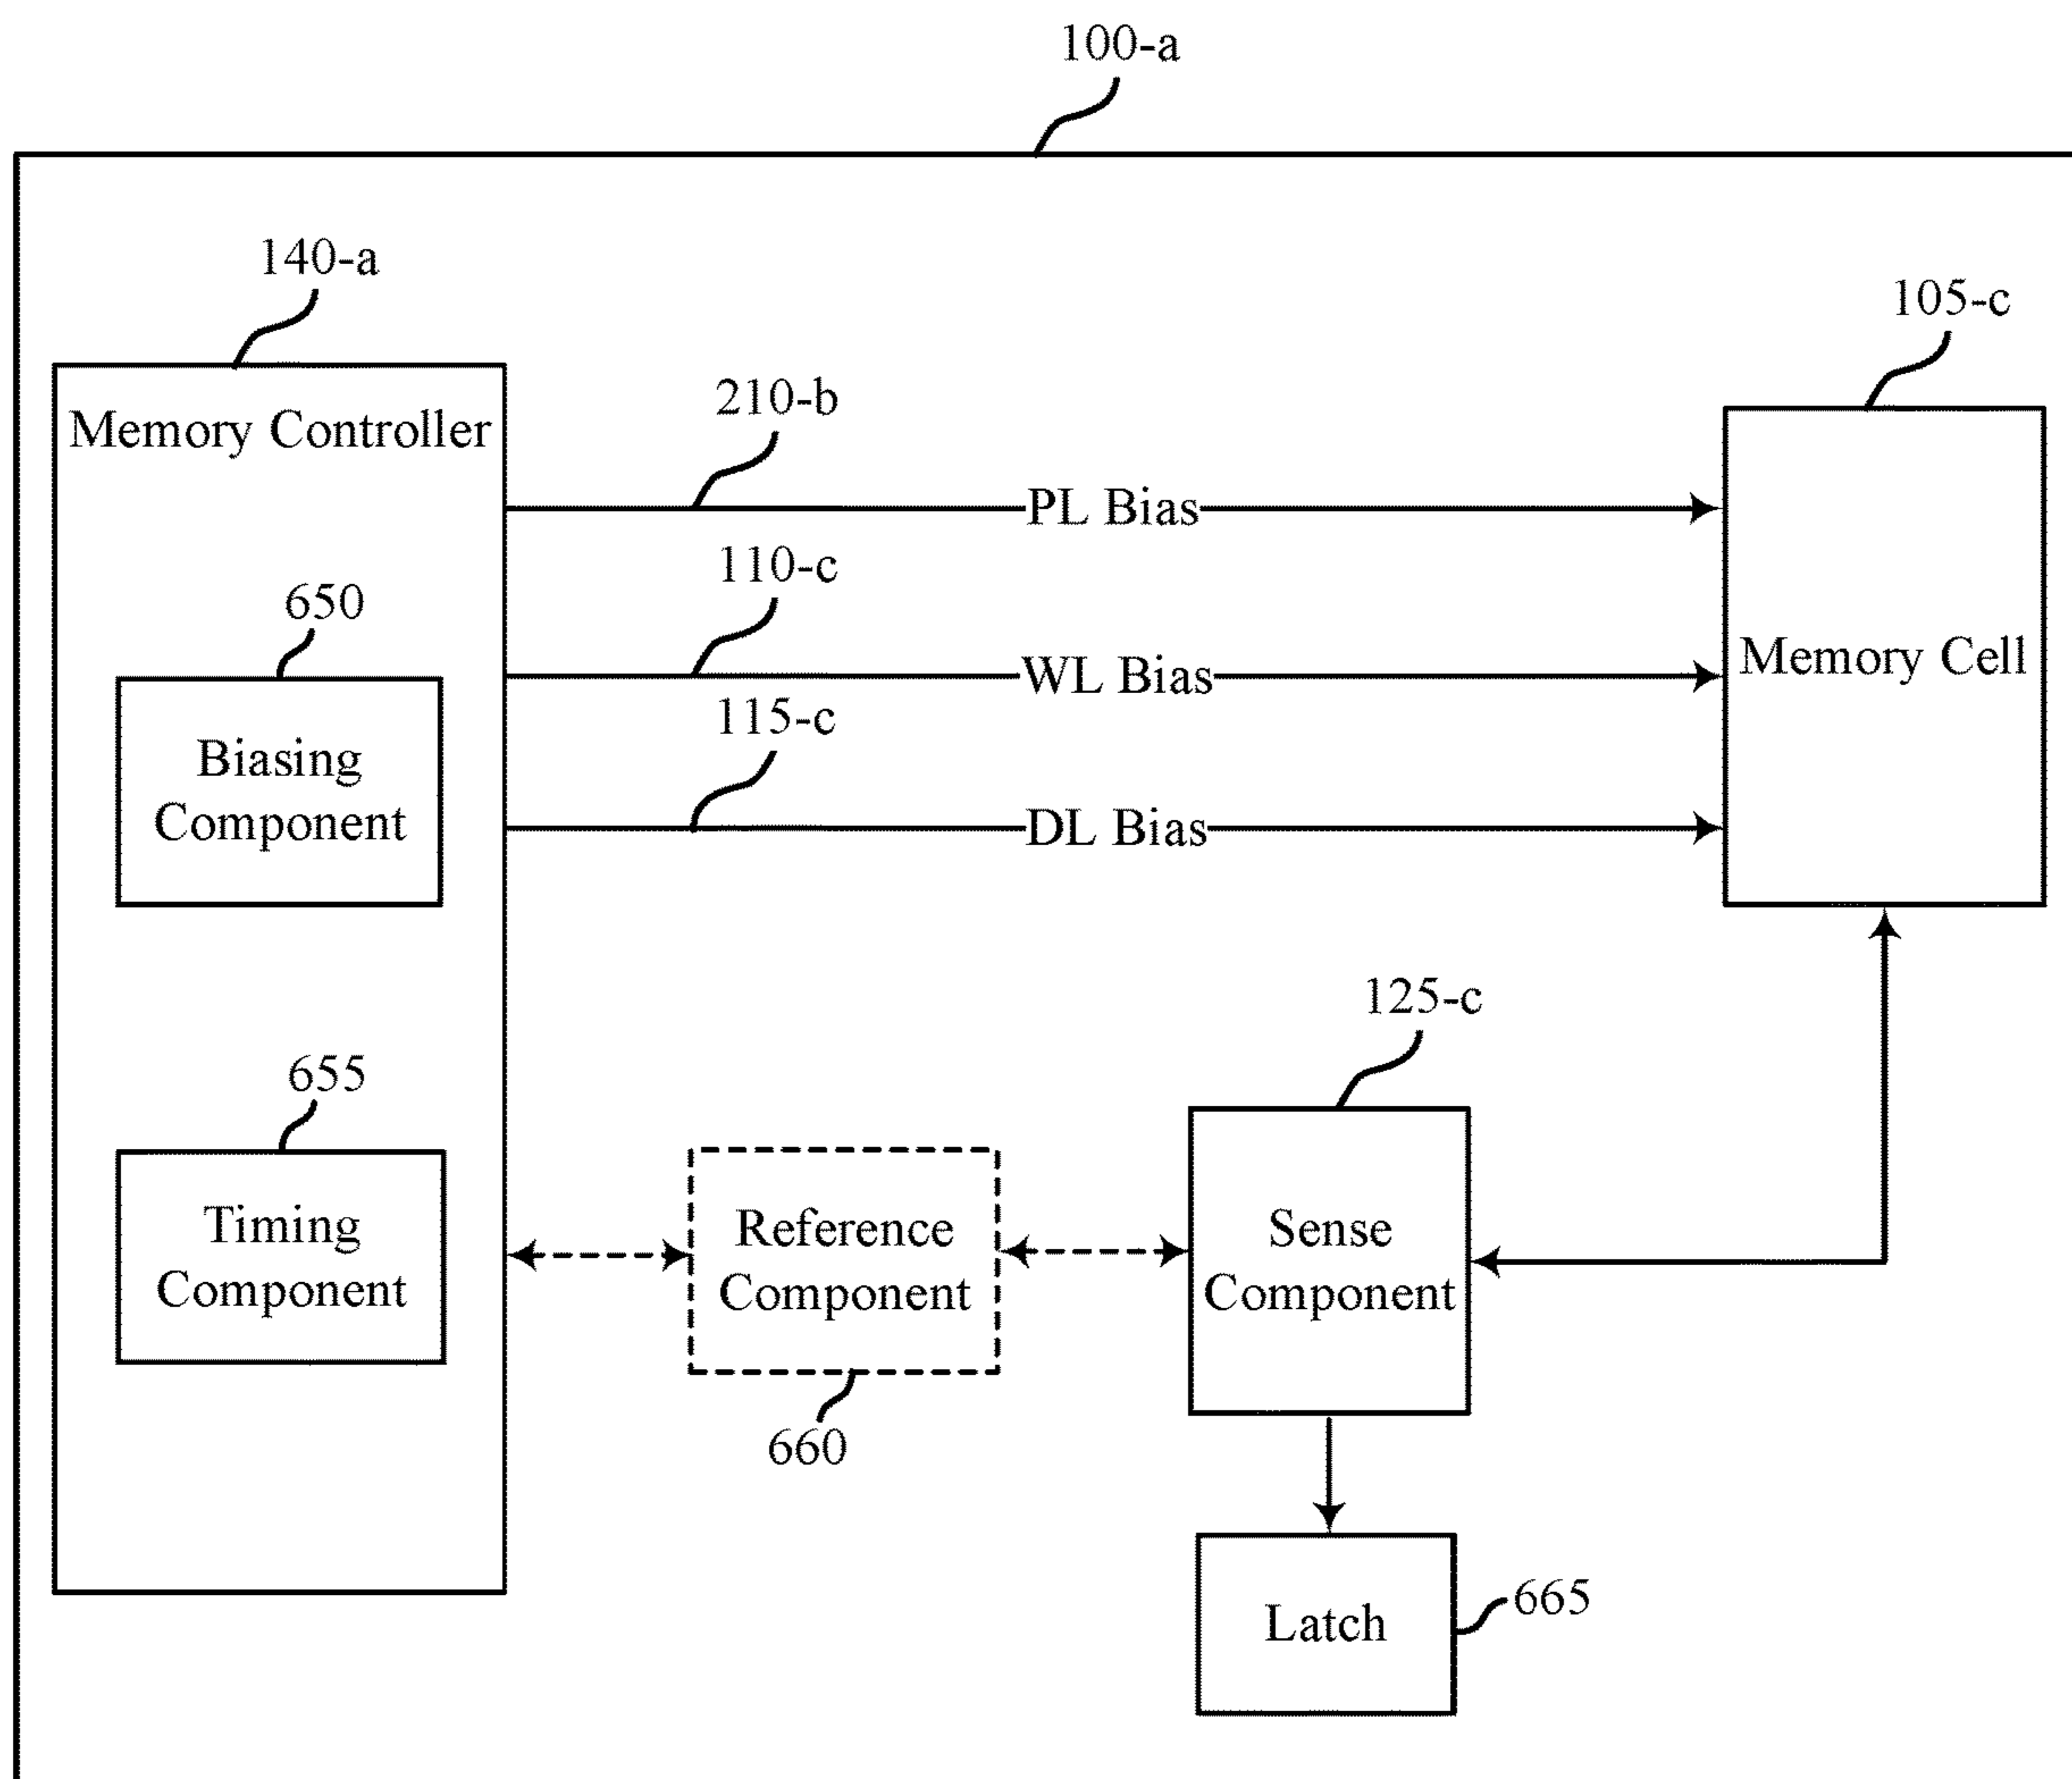 100-a
140-a
105-c
Memory Controller
210-b
PL Bias
110-c
650
WL Bias
Memory Cell
115-c
Biasing
Component
DL Bias
125-c
655
Timing
Component
Reference
Component
Sense
Component
660
Latch
665